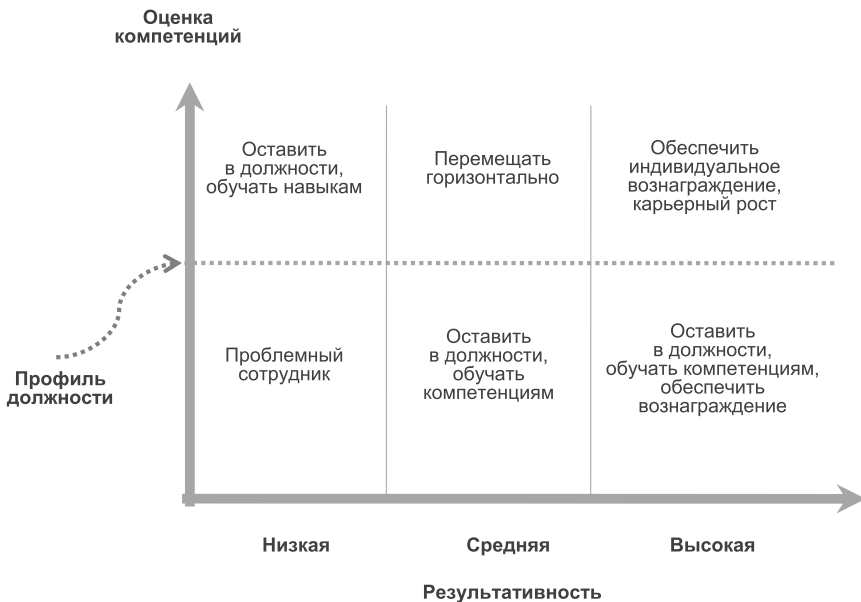 Оценка
компетенций
Оставить
в должности,
обучать навыкам
Перемещать
горизонтально
Обеспечить
индивидуальное
вознаграждение,
карьерный рост
Профиль
должности
Проблемный
сотрудник
Оставить
в должности,
обучать
компетенциям
Оставить
в должности,
обучать компетенциям,
обеспечить
вознаграждение
Низкая
Средняя
Высокая
Результативность